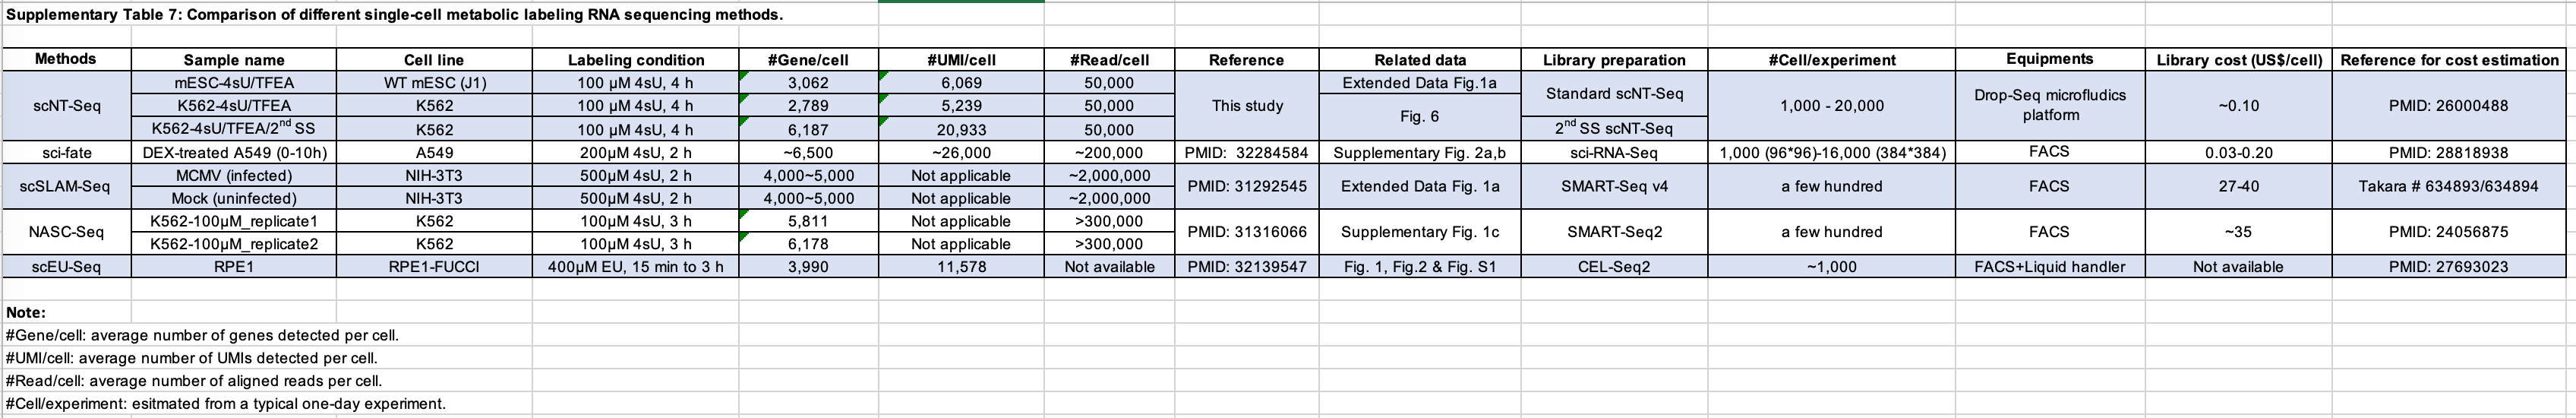 Supplementary Table 7: Comparison of different single-cell metabolic labeling RNA sequencing methods.
Methods Sample name Cell line Labeling condition #Gene/cell #UMI/cell #Read/cell Reference Related data Library preparation #Cell/experiment Equipments Library cost (US$/cell) Reference for cost estimation
scNT-Seq mESC-4sU/TFEA WT mESC (J1) 100 µM 4sU, 4 h 3,062 6,069 50,000 This study Extended Data Fig.1a Standard scNT-Seq 1,000 - 20,000 Drop-Seq microfludics platform ~0.10 PMID: 26000488
K562-4sU/TFEA K562 100 µM 4sU, 4 h 2,789 5,239 50,000 Fig. 6
K562-4sU/TFEA/2nd SS K562 100 µM 4sU, 4 h 6,187 20,933 50,000 2nd SS scNT-Seq
sci-fate DEX-treated A549 (0-10h) A549 200µM 4sU, 2 h ~6,500 ~26,000 ~200,000 PMID: 32284584 Supplementary Fig. 2a,b sci-RNA-Seq 1,000 (96*96)-16,000 (384*384) FACS 0.03-0.20 PMID: 28818938
scSLAM-Seq MCMV (infected) NIH-3T3 500µM 4sU, 2 h 4,000~5,000 Not applicable ~2,000,000 PMID: 31292545 Extended Data Fig. 1a SMART-Seq v4 a few hundred FACS 27-40 Takara # 634893/634894
Mock (uninfected) NIH-3T3 500µM 4sU, 2 h 4,000~5,000 Not applicable ~2,000,000
NASC-Seq K562-100µM_replicate1 K562 100µM 4sU, 3 h 5,811 Not applicable >300,000 PMID: 31316066 Supplementary Fig. 1c SMART-Seq2 a few hundred FACS ~35 PMID: 24056875
K562-100µM_replicate2 K562 100µM 4sU, 3 h 6,178 Not applicable >300,000
scEU-Seq RPE1 RPE1-FUCCI 400µM EU, 15 min to 3 h 3,990 11,578 Not available PMID: 32139547 Fig. 1, Fig.2 & Fig. S1 CEL-Seq2 ~1,000 FACS+Liquid handler Not available PMID: 27693023
Note:
#Gene/cell: average number of genes detected per cell.
#UMI/cell: average number of UMIs detected per cell.
#Read/cell: average number of aligned reads per cell.
#Cell/experiment: esitmated from a typical one-day experiment.